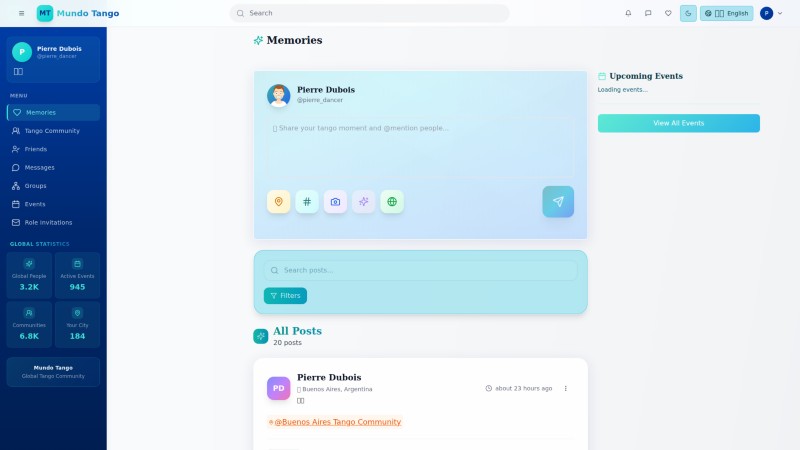 MT Mundo Tango
Search
English
P
P
Pierre Dubois
@pierre_dancer
MENU
Memories
Tango Community
Friends
Messages
Groups
Events
Role Invitations
GLOBAL STATISTICS
Global People
3.2K
Active Events
945
Communities
6.8K
Your City
184
Mundo Tango
Global Tango Community
Memories
Pierre Dubois
@pierre_dancer
Share your tango moment and @mention people...
Search posts...
Filters
All Posts
20 posts
PD
Pierre Dubois
Buenos Aires, Argentina
about 23 hours ago
@Buenos Aires Tango Community
Upcoming Events
Loading events...
View All Events